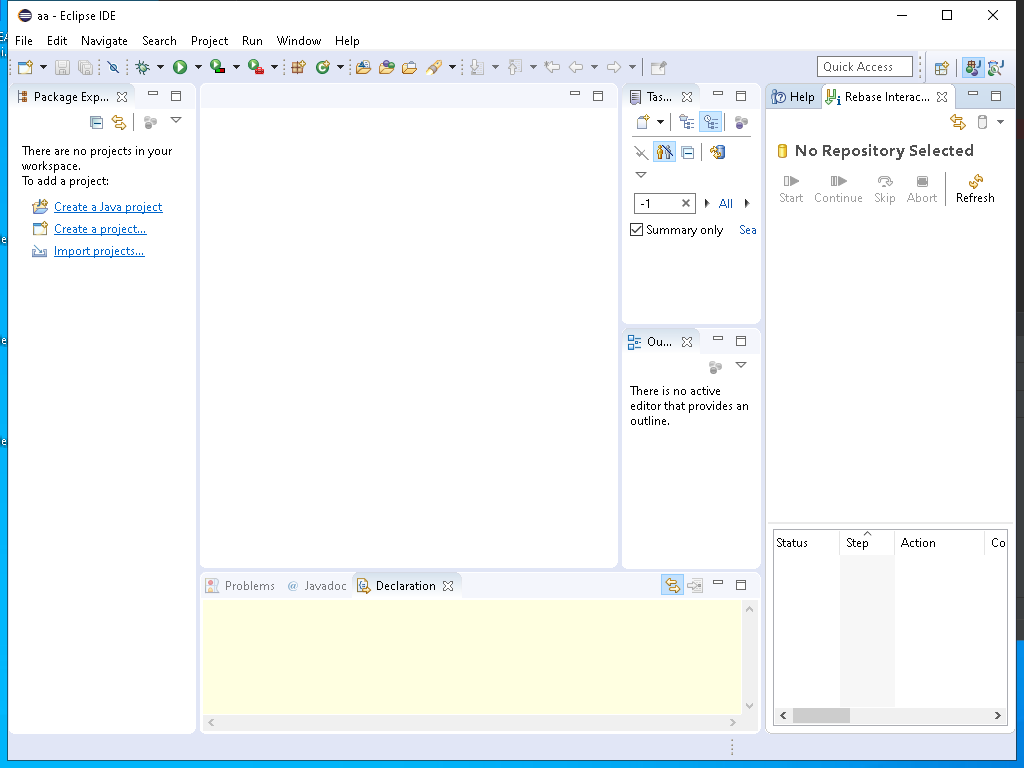 aa - Eclipse IDE
File Edit Navigate Search Project Run Window Help
Quick Access
Package Exp...
There are no projects in your
workspace.
To add a project:
Create a Java project
Create a project...
Import projects...
Tas...
-1
All
Summary only Sea
Ou...
There is no active
editor that provides an
outline.
Help Rebase Interac...
No Repository Selected
Start Continue Skip Abort Refresh
Status Step Action Co
Problems @ Javadoc Declaration